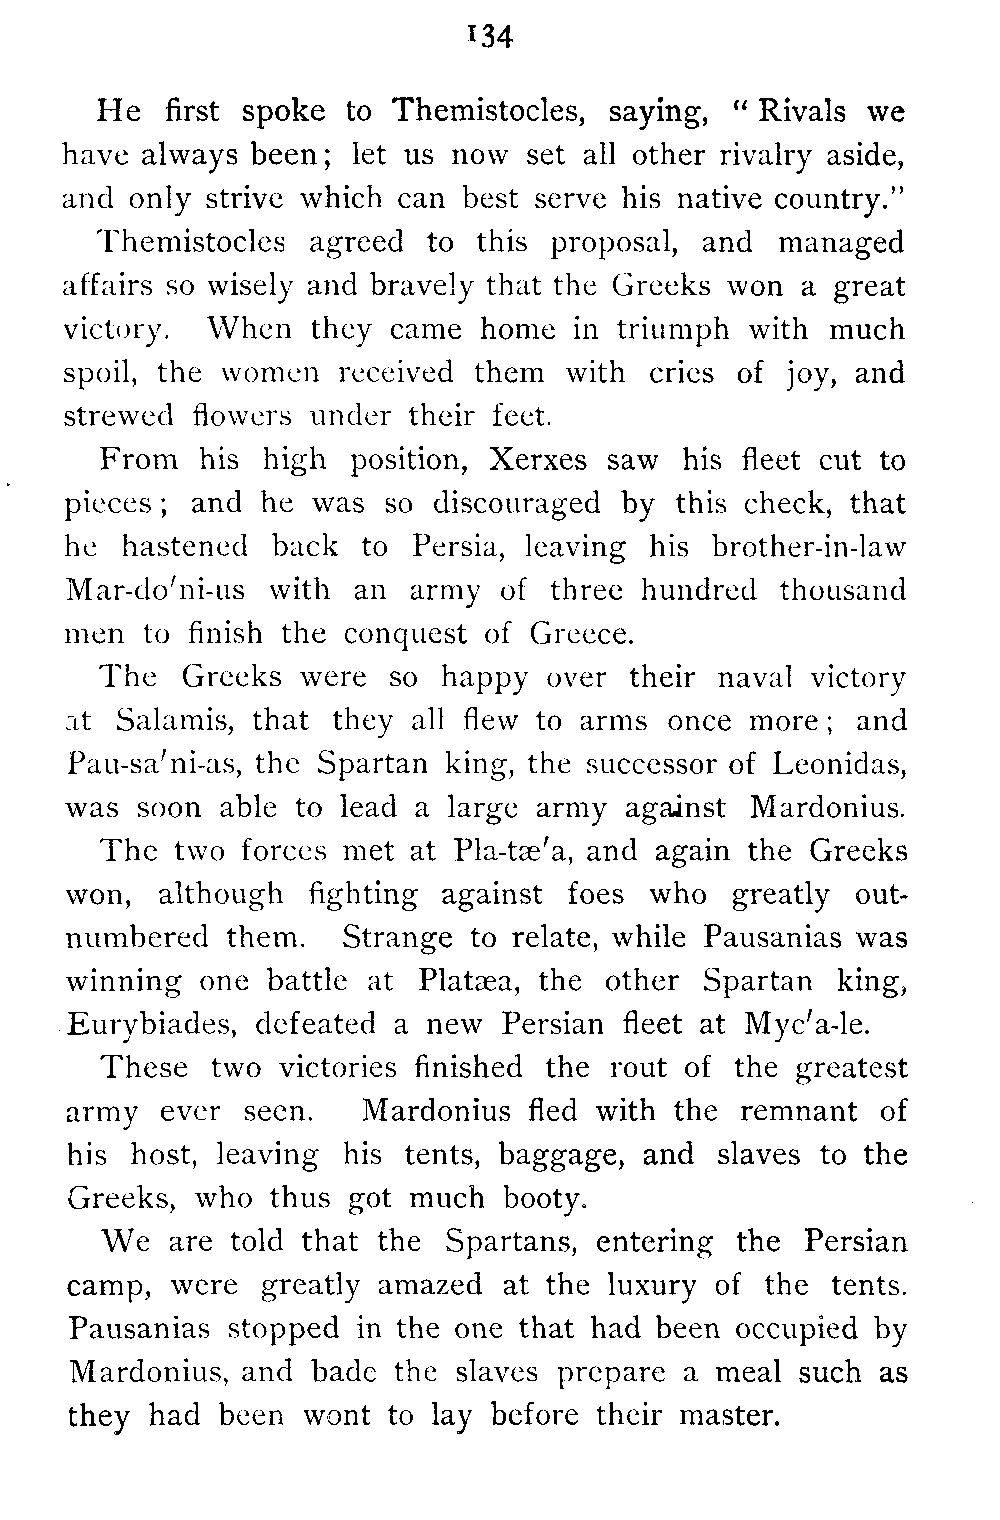 134
He first spoke to Themistocles, saying, “ Rivals we
have always been; let us now set all other rivalry aside,
and only strive which can best serve his native country.”
Themistocles agreed to this proposal, and managed
affairs so wisely and bravely that the Greeks won a great
victory. When they came home in triumph with much
spoil, the women received them with cries of joy, and
strewed flowers under their feet.
From his high position, Xerxes saw his fleet cut to
pieces ; and he was so discouraged by this check, that
he hastened back to Persia, leaving his brother-in-law
Mar-do′ni-us with an army of three hundred thousand
men to finish the conquest of Greece.
The Greeks were so happy over their naval victory
at Salamis, that they all flew to arms once more ; and
Pau-sa′ni-as, the Spartan king, the successor of Leonidas,
was soon able to lead a large army against Mardonius.
The two forces met at Pla-tæ′a, and again the Greeks
won, although fighting against foes who greatly out-
numbered them. Strange to relate, while Pausanias was
winning one battle at Platæa, the other Spartan king,
Eurybiades, defeated a new Persian fleet at Myc′a-le.
These two victories finished the rout of the greatest
army ever seen. Mardonius fled with the remnant of
his host, leaving his tents, baggage, and slaves to the
Greeks, who thus got much booty.
We are told that the Spartans, entering the Persian
camp, were greatly amazed at the luxury of the tents.
Pausanias stopped in the one that had been occupied by
Mardonius, and bade the slaves prepare a meal such as
they had been wont to lay before their master.